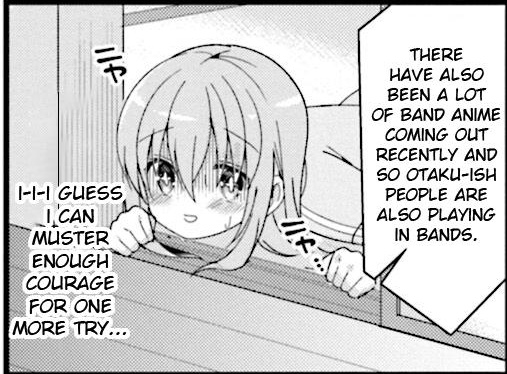 THERE
HAVE ALSO
BEEN A LOT
OF BAND ANIME
COMING OUT
RECENTLY AND
SO OTAKU-ISH
PEOPLE ARE
ALSO PLAYING
IN BANDS.
ニヤ
ニヤ…
I-I-I GUESS
I CAN
MUSTER
ENOUGH
COURAGE
FOR ONE
MORE TRY...